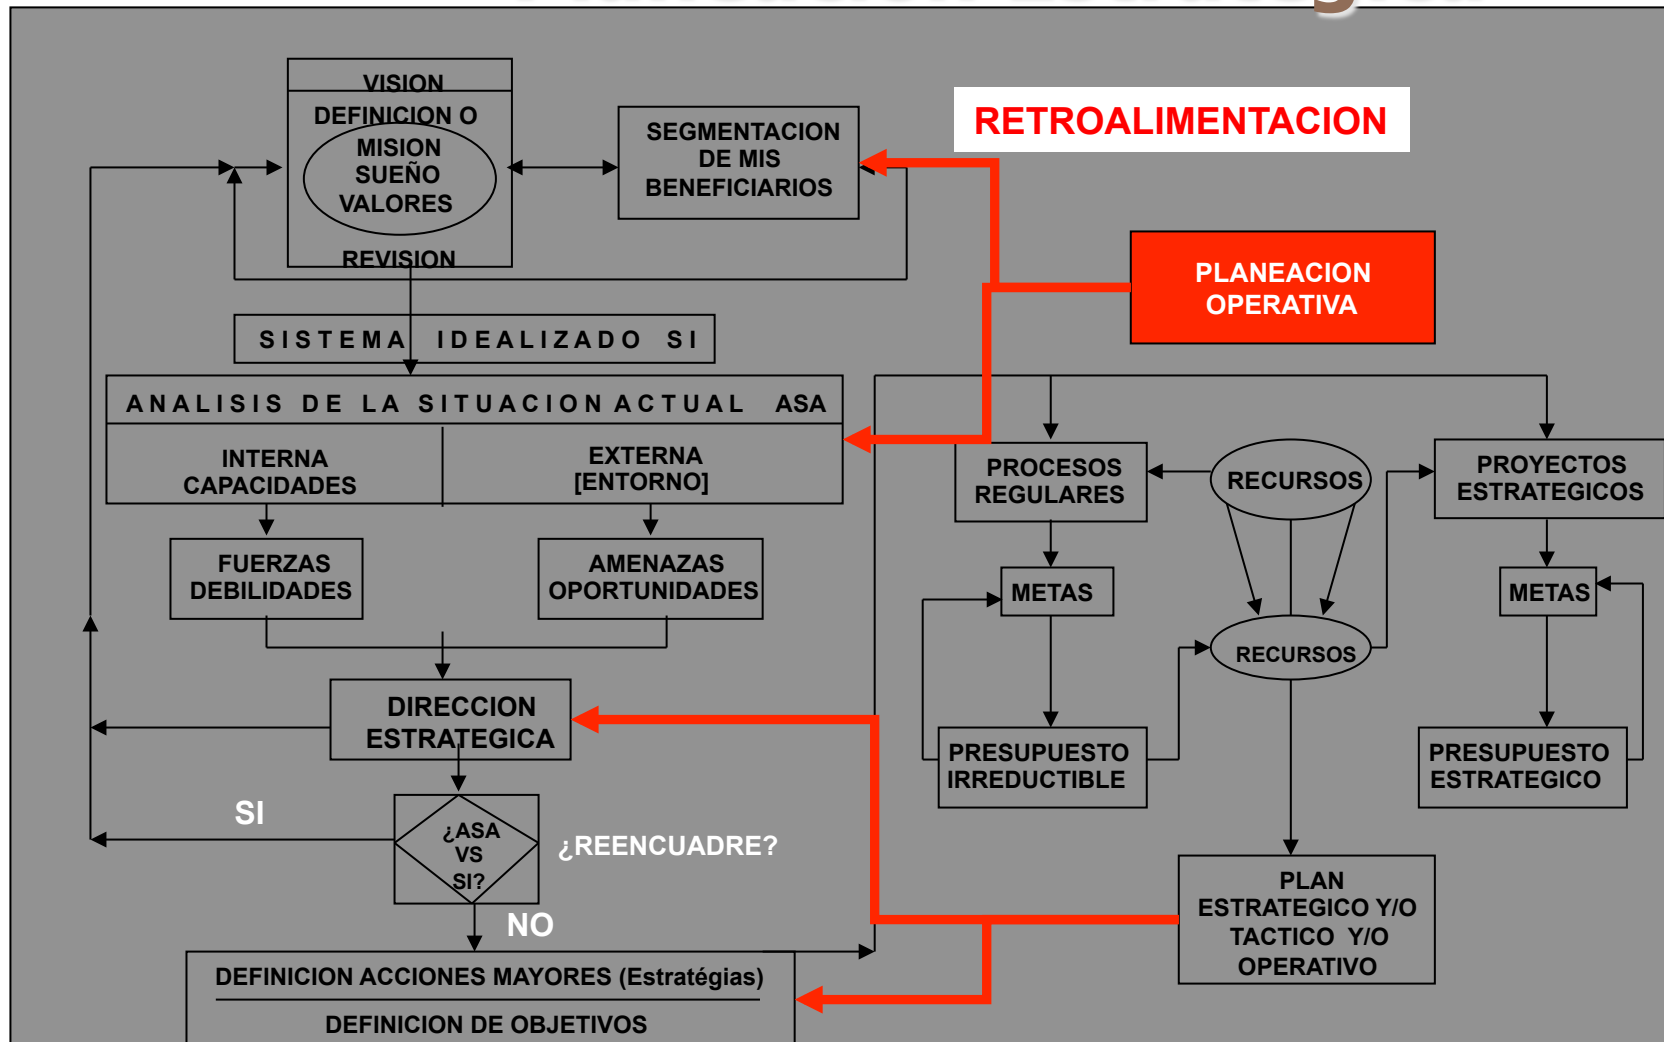 VISION
DEFINICION O
MISION
SUEÑO
VALORES
REVISION
SEGMENTACION
DE MIS
BENEFICIARIOS
RETROALIMENTACION
PLANEACION
OPERATIVA
SISTEMA IDEALIZADO SI
ANALISIS DE LA SITUACION ACTUAL ASA
INTERNA
CAPACIDADES
EXTERNA
[ENTORNO]
FUERZAS
DEBILIDADES
AMENAZAS
OPORTUNIDADES
DIRECCION
ESTRATEGICA
SI
¿ASA
VS
SI?
¿REENCUADRE?
NO
DEFINICION ACCIONES MAYORES (Estratégias)
DEFINICION DE OBJETIVOS
PROCESOS
REGULARES
RECURSOS
PROYECTOS
ESTRATEGICOS
METAS
METAS
RECURSOS
PRESUPUESTO
IRREDUCTIBLE
PRESUPUESTO
ESTRATEGICO
PLAN
ESTRATEGICO Y/O
TACTICO Y/O
OPERATIVO